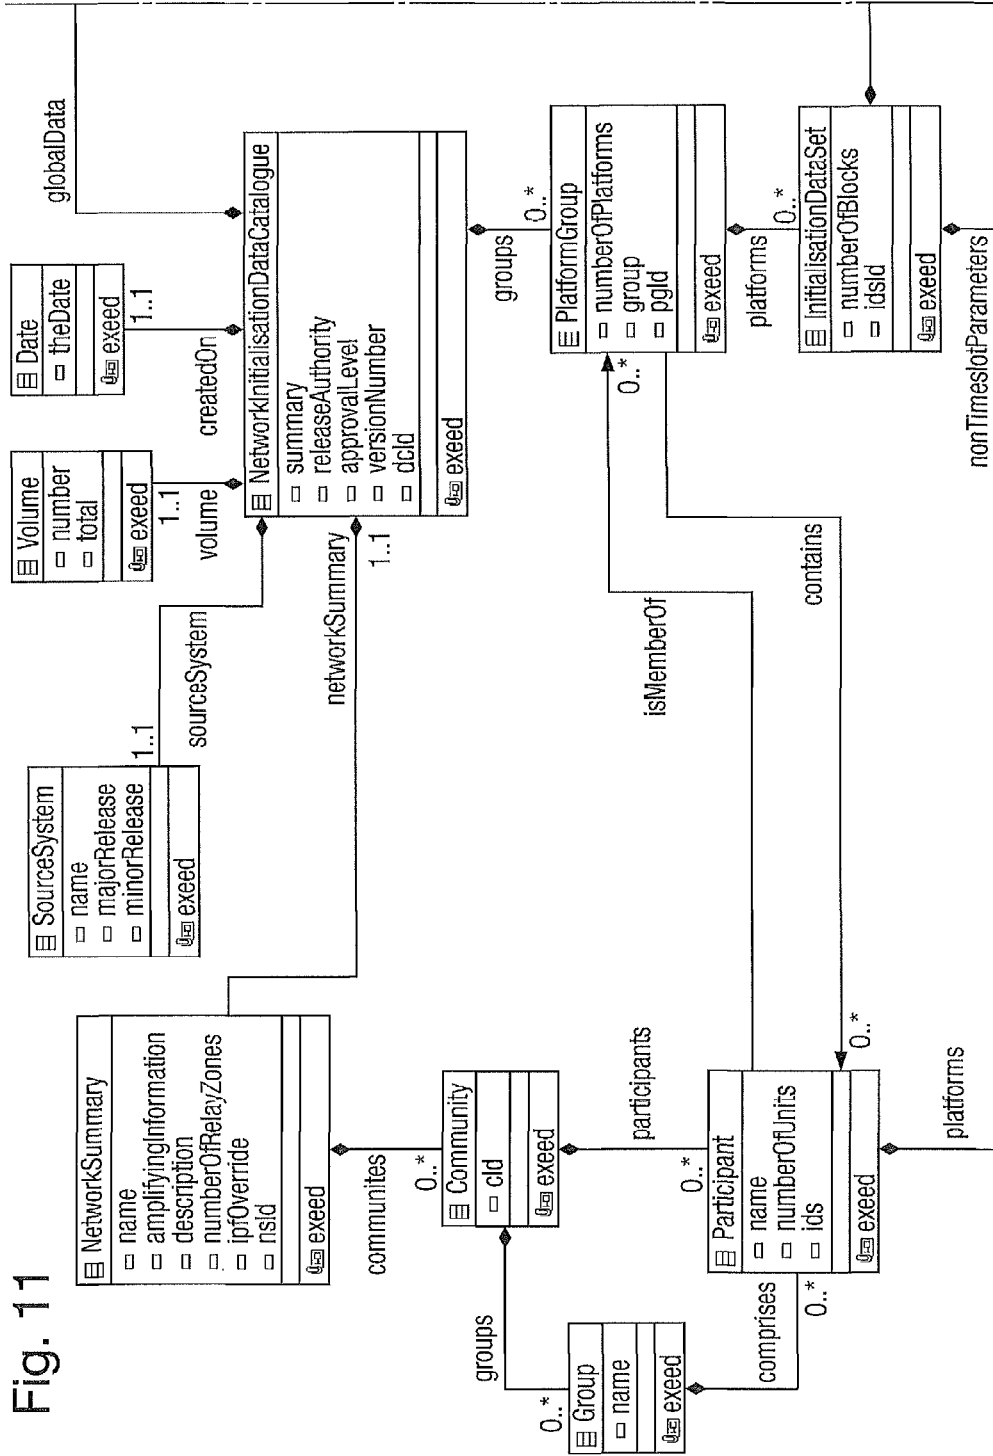 Fig. 11
NetworkSummary
name
amplifyingInformation
description
numberOfRelayZones
ipfOverride
nsId
exeed
SourceSystem
name
majorRelease
minorRelease
exeed
1..1
sourceSystem
Volume
number
total
exeed
1..1
volume
Date
theDate
exeed
1..1
createdOn
globalData
networkSummary
1..1
NetworkInitialisationDataCatalogue
summary
releaseAuthority
approvalLevel
versionNumber
dcId
exeed
communites
0..*
Community
cId
exeed
groups
0..*
Group
name
exeed
comprises
0..*
participants
0..*
Participant
name
numberOfUnits
ids
exeed
platforms
isMemberOf
0..*
contains
0..*
groups
0..*
PlatformGroup
numberOfPlatforms
group
pgId
exeed
platforms
0..*
InitialisationDataSet
numberOfBlocks
idsId
exeed
nonTimeslotParameters